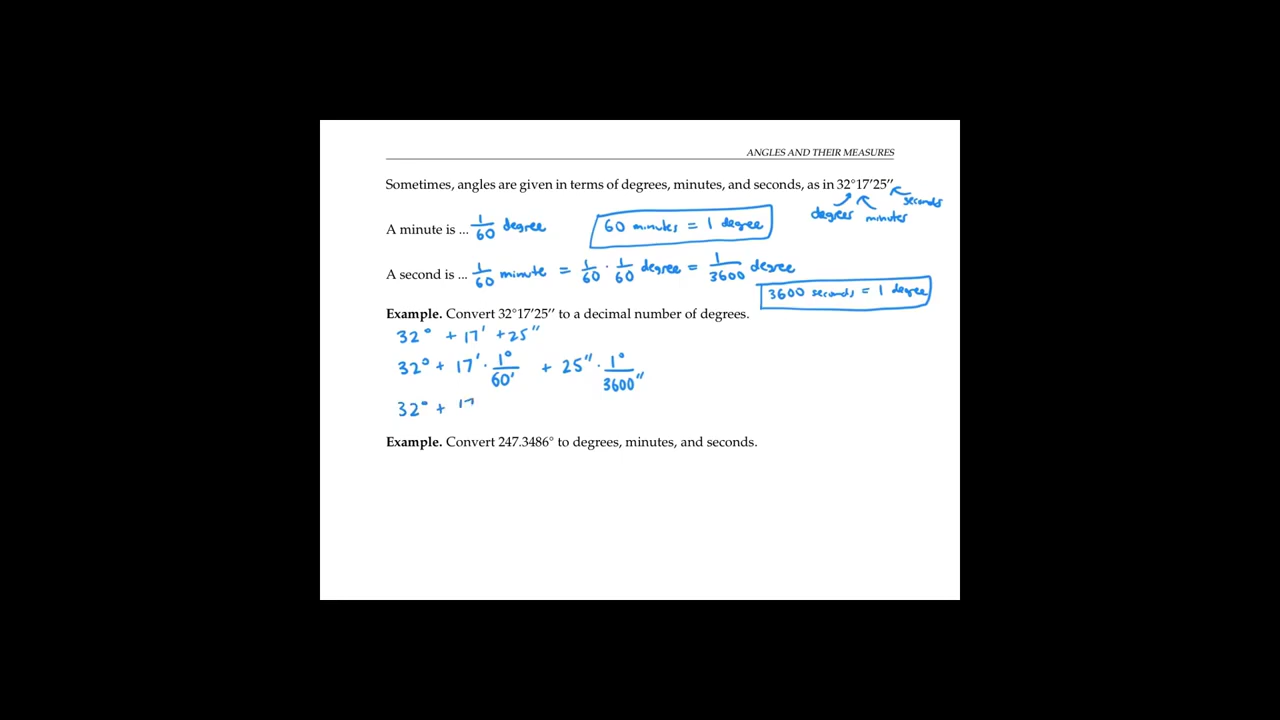 ANGLES AND THEIR MEASURES
Sometimes, angles are given in terms of degrees, minutes, and seconds, as in 32°17′25″
degrees minutes seconds
A minute is ... 1/60 degree 60 minutes = 1 degree
A second is ... 1/60 minute = 1/60 · 1/60 degree = 1/3600 degree
3600 seconds = 1 degree
Example. Convert 32°17′25″ to a decimal number of degrees.
32° + 17′ + 25″
32° + 17′ · 1°/60′ + 25″ · 1°/3600″
32° + 17
Example. Convert 247.3486° to degrees, minutes, and seconds.